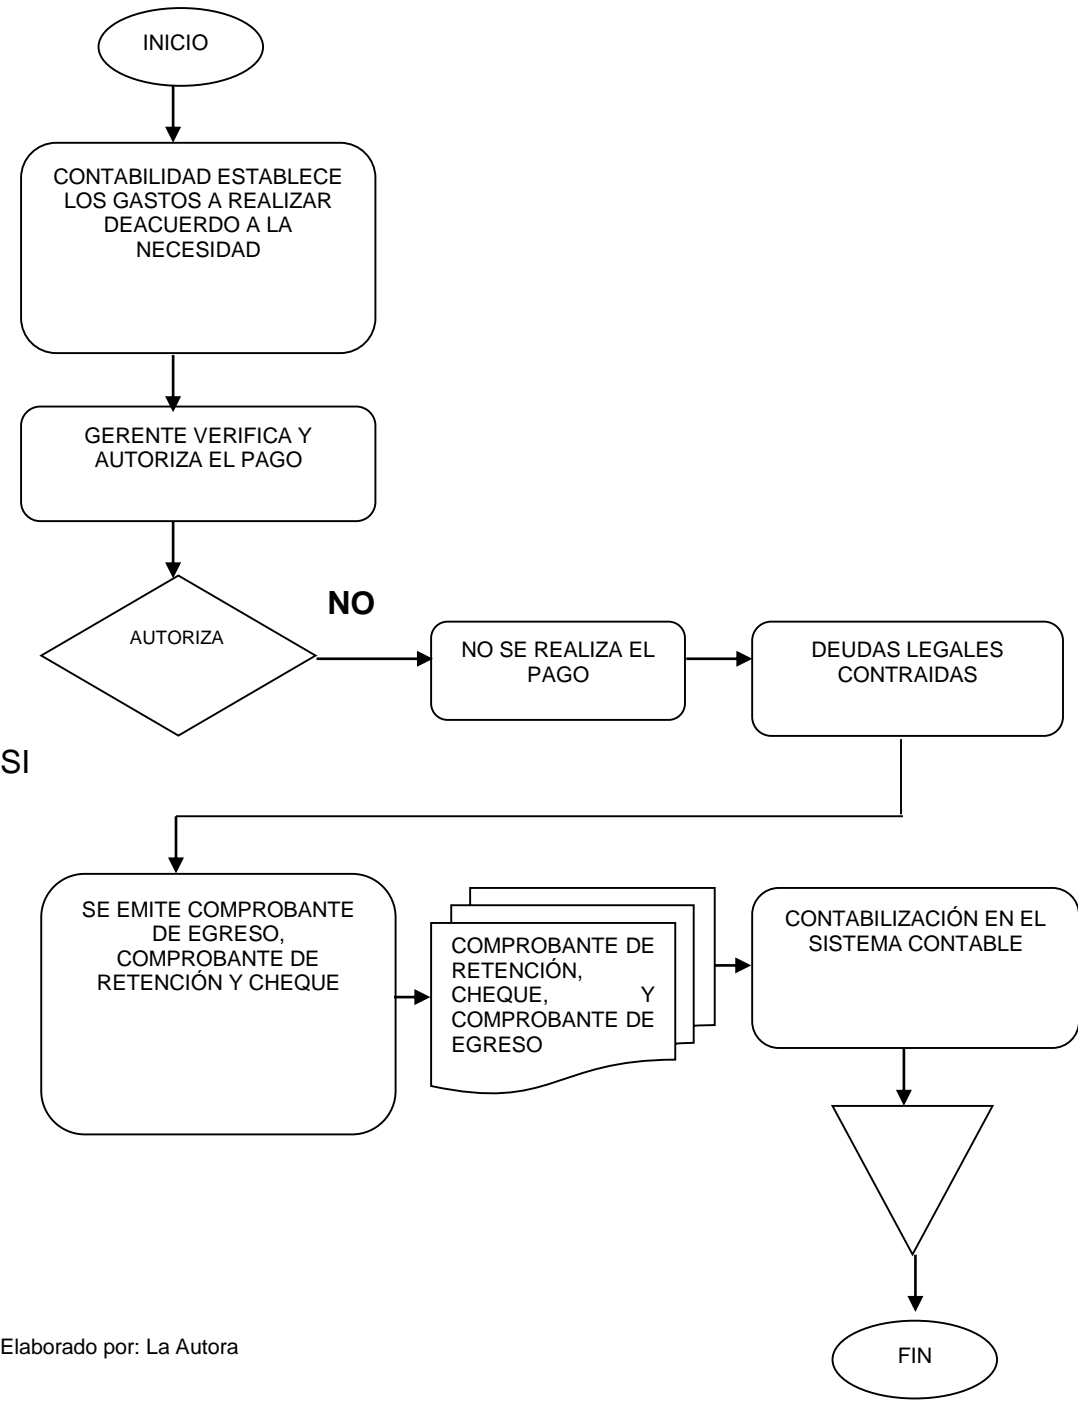 INICIO
CONTABILIDAD ESTABLECE
LOS GASTOS A REALIZAR
DEACUERDO A LA
NECESIDAD
GERENTE VERIFICA Y
AUTORIZA EL PAGO
AUTORIZA
NO
NO SE REALIZA EL
PAGO
DEUDAS LEGALES
CONTRAIDAS
SI
SE EMITE COMPROBANTE
DE EGRESO,
COMPROBANTE DE
RETENCIÓN Y CHEQUE
COMPROBANTE DE
RETENCIÓN,
CHEQUE, Y
COMPROBANTE DE
EGRESO
CONTABILIZACIÓN EN EL
SISTEMA CONTABLE
FIN
Elaborado por: La Autora